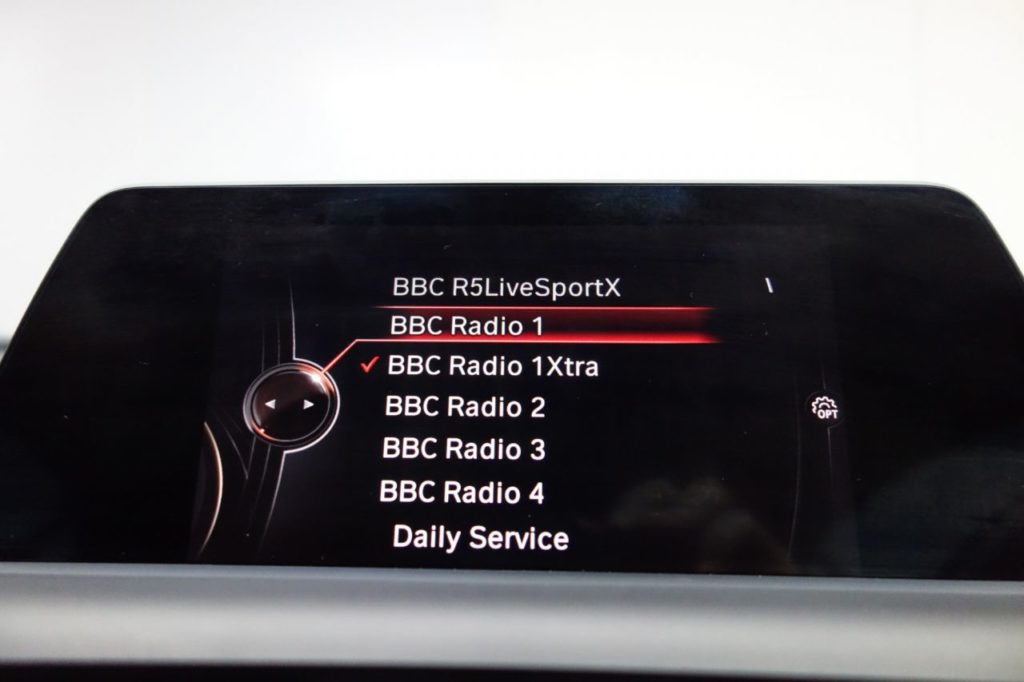 BBC R5LiveSportX
BBC Radio 1
BBC Radio 1Xtra
BBC Radio 2
BBC Radio 3
BBC Radio 4
Daily Service
OPT